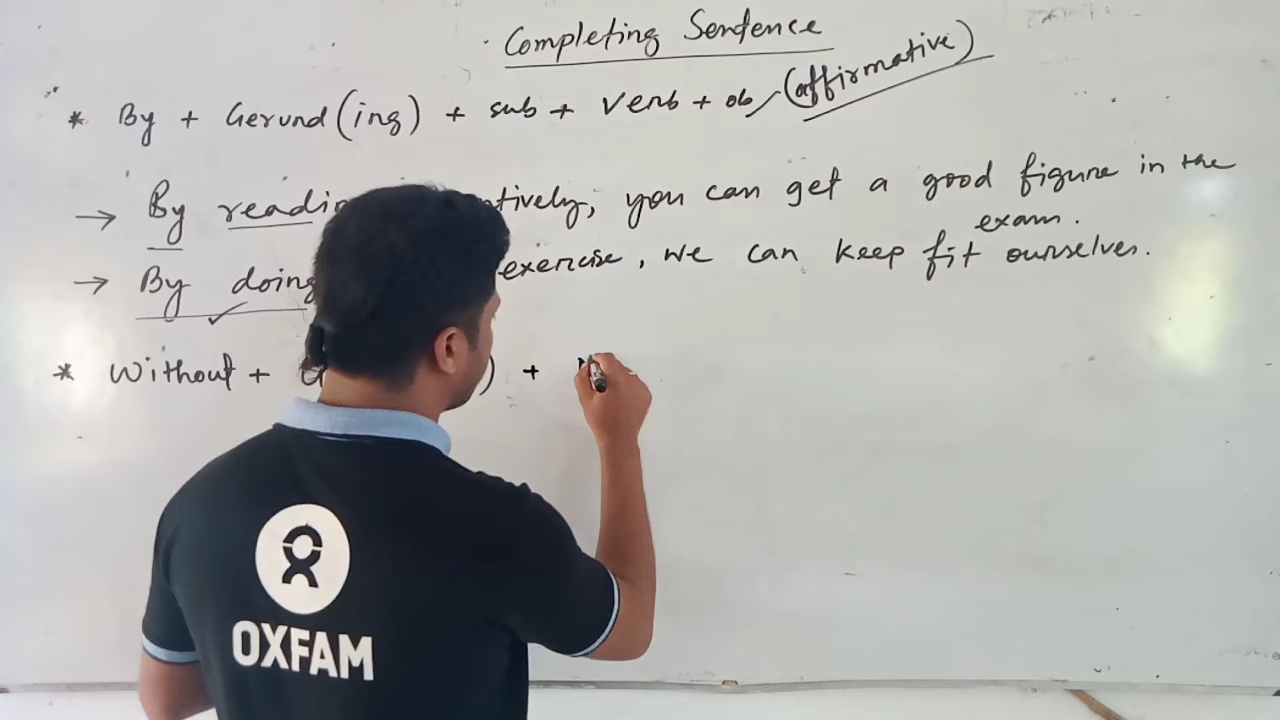 Completing Sentence
* By + Gerund (ing) + sub + Verb + ob (affirmative)
→ By readin tively, you can get a good figure in the
exam.
→ By doing exercise, we can keep fit ourselves.
* Without + ) +
OXFAM